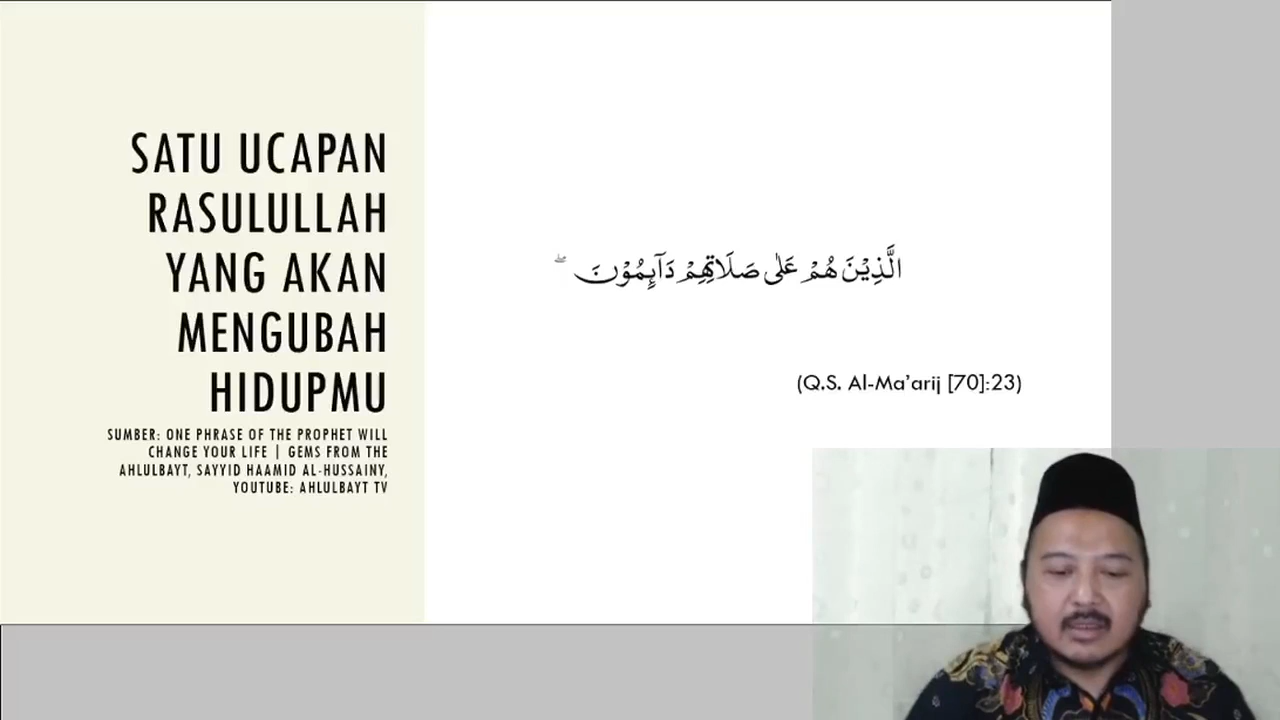 SATU UCAPAN
RASULULLAH
YANG AKAN
MENGUBAH
HIDUPMU
SUMBER: ONE PHRASE OF THE PROPHET WILL
CHANGE YOUR LIFE | GEMS FROM THE
AHLULBAYT, SAYYID HAAMID AL-HUSSAINY,
YOUTUBE: AHLULBAYT TV
الَّذِيْنَ هُمْ عَلٰى صَلَاتِهِمْ دَاۤىِٕمُوْنَۖ
(Q.S. Al-Ma’arij [70]:23)